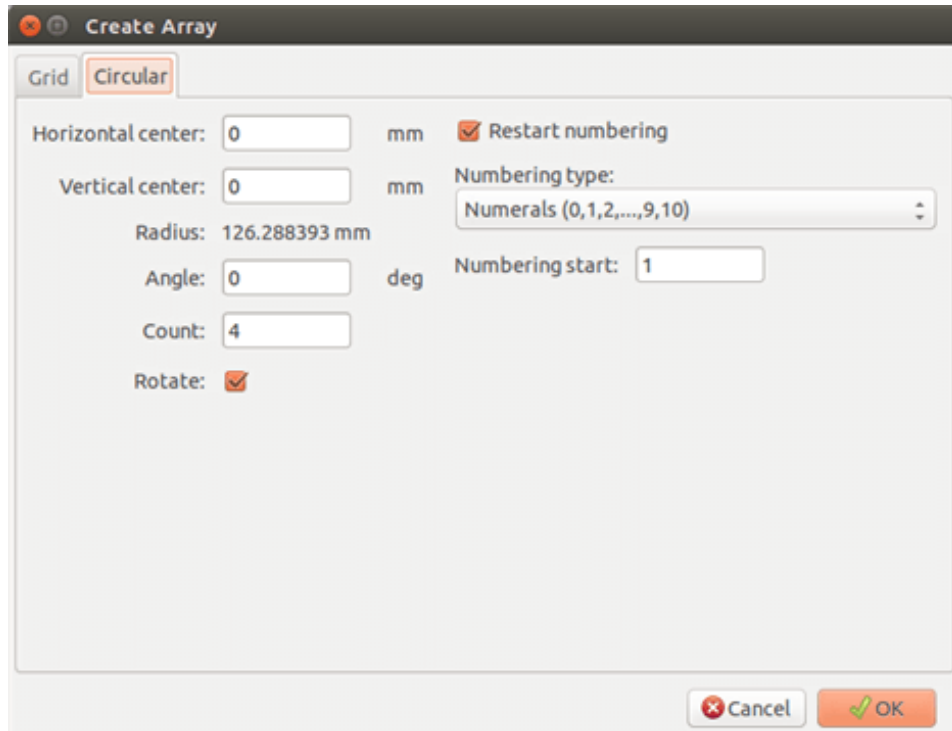 Create Array
Grid Circular
Horizontal center: 0 mm
Vertical center: 0 mm
Radius: 126.288393 mm
Angle: 0 deg
Count: 4
Rotate:
Restart numbering
Numbering type:
Numerals (0,1,2,...,9,10)
Numbering start: 1
Cancel OK